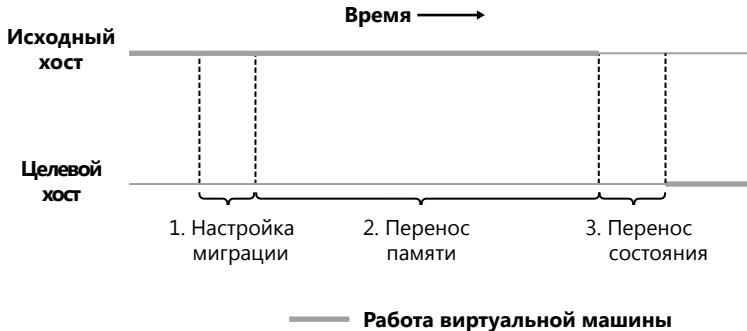 Время
Исходный
хост
Целевой
хост
1. Настройка
миграции
2. Перенос
памяти
3. Перенос
состояния
Работа виртуальной машины